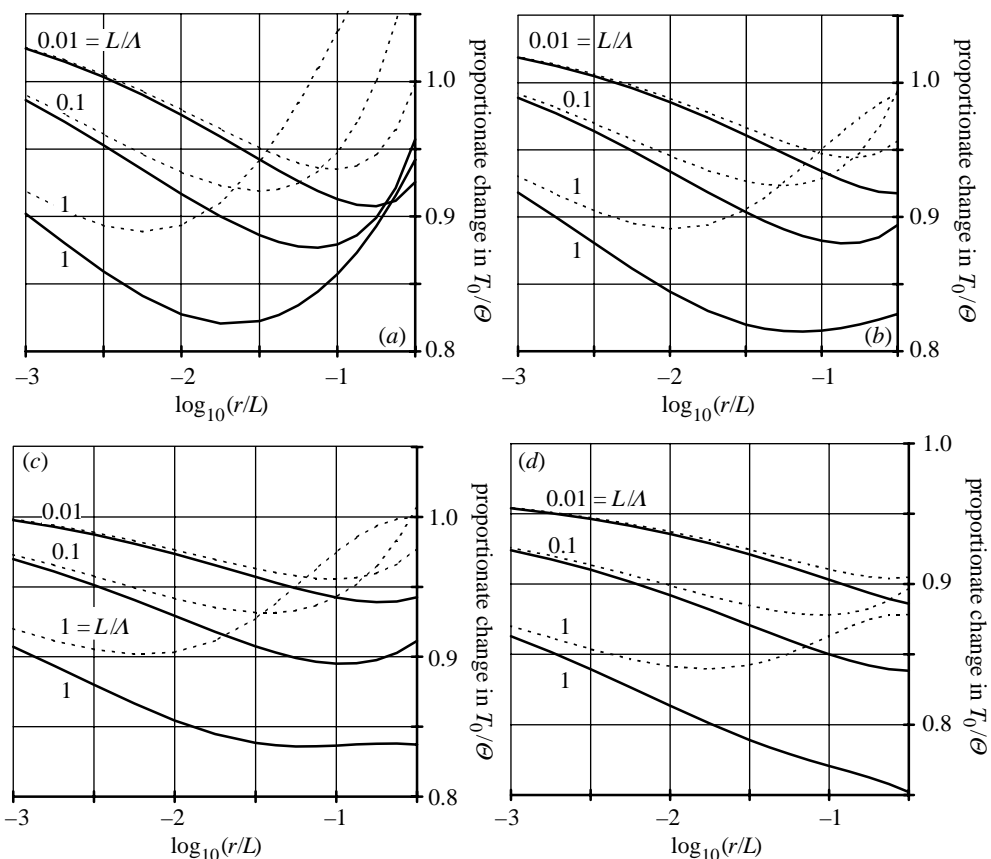 0.01 = L/Λ
0.1
1
1
(a)
1.0
0.9
0.8
proportionate change in T₀/Θ
−3
−2
−1
log₁₀(r/L)
0.01 = L/Λ
0.1
1
1
(b)
1.0
0.9
0.8
proportionate change in T₀/Θ
−3
−2
−1
log₁₀(r/L)
(c)
0.01
0.1
1 = L/Λ
1
1.0
0.9
0.8
proportionate change in T₀/Θ
−3
−2
−1
log₁₀(r/L)
(d)
0.01 = L/Λ
0.1
1
1
1.0
0.9
0.8
proportionate change in T₀/Θ
−3
−2
−1
log₁₀(r/L)